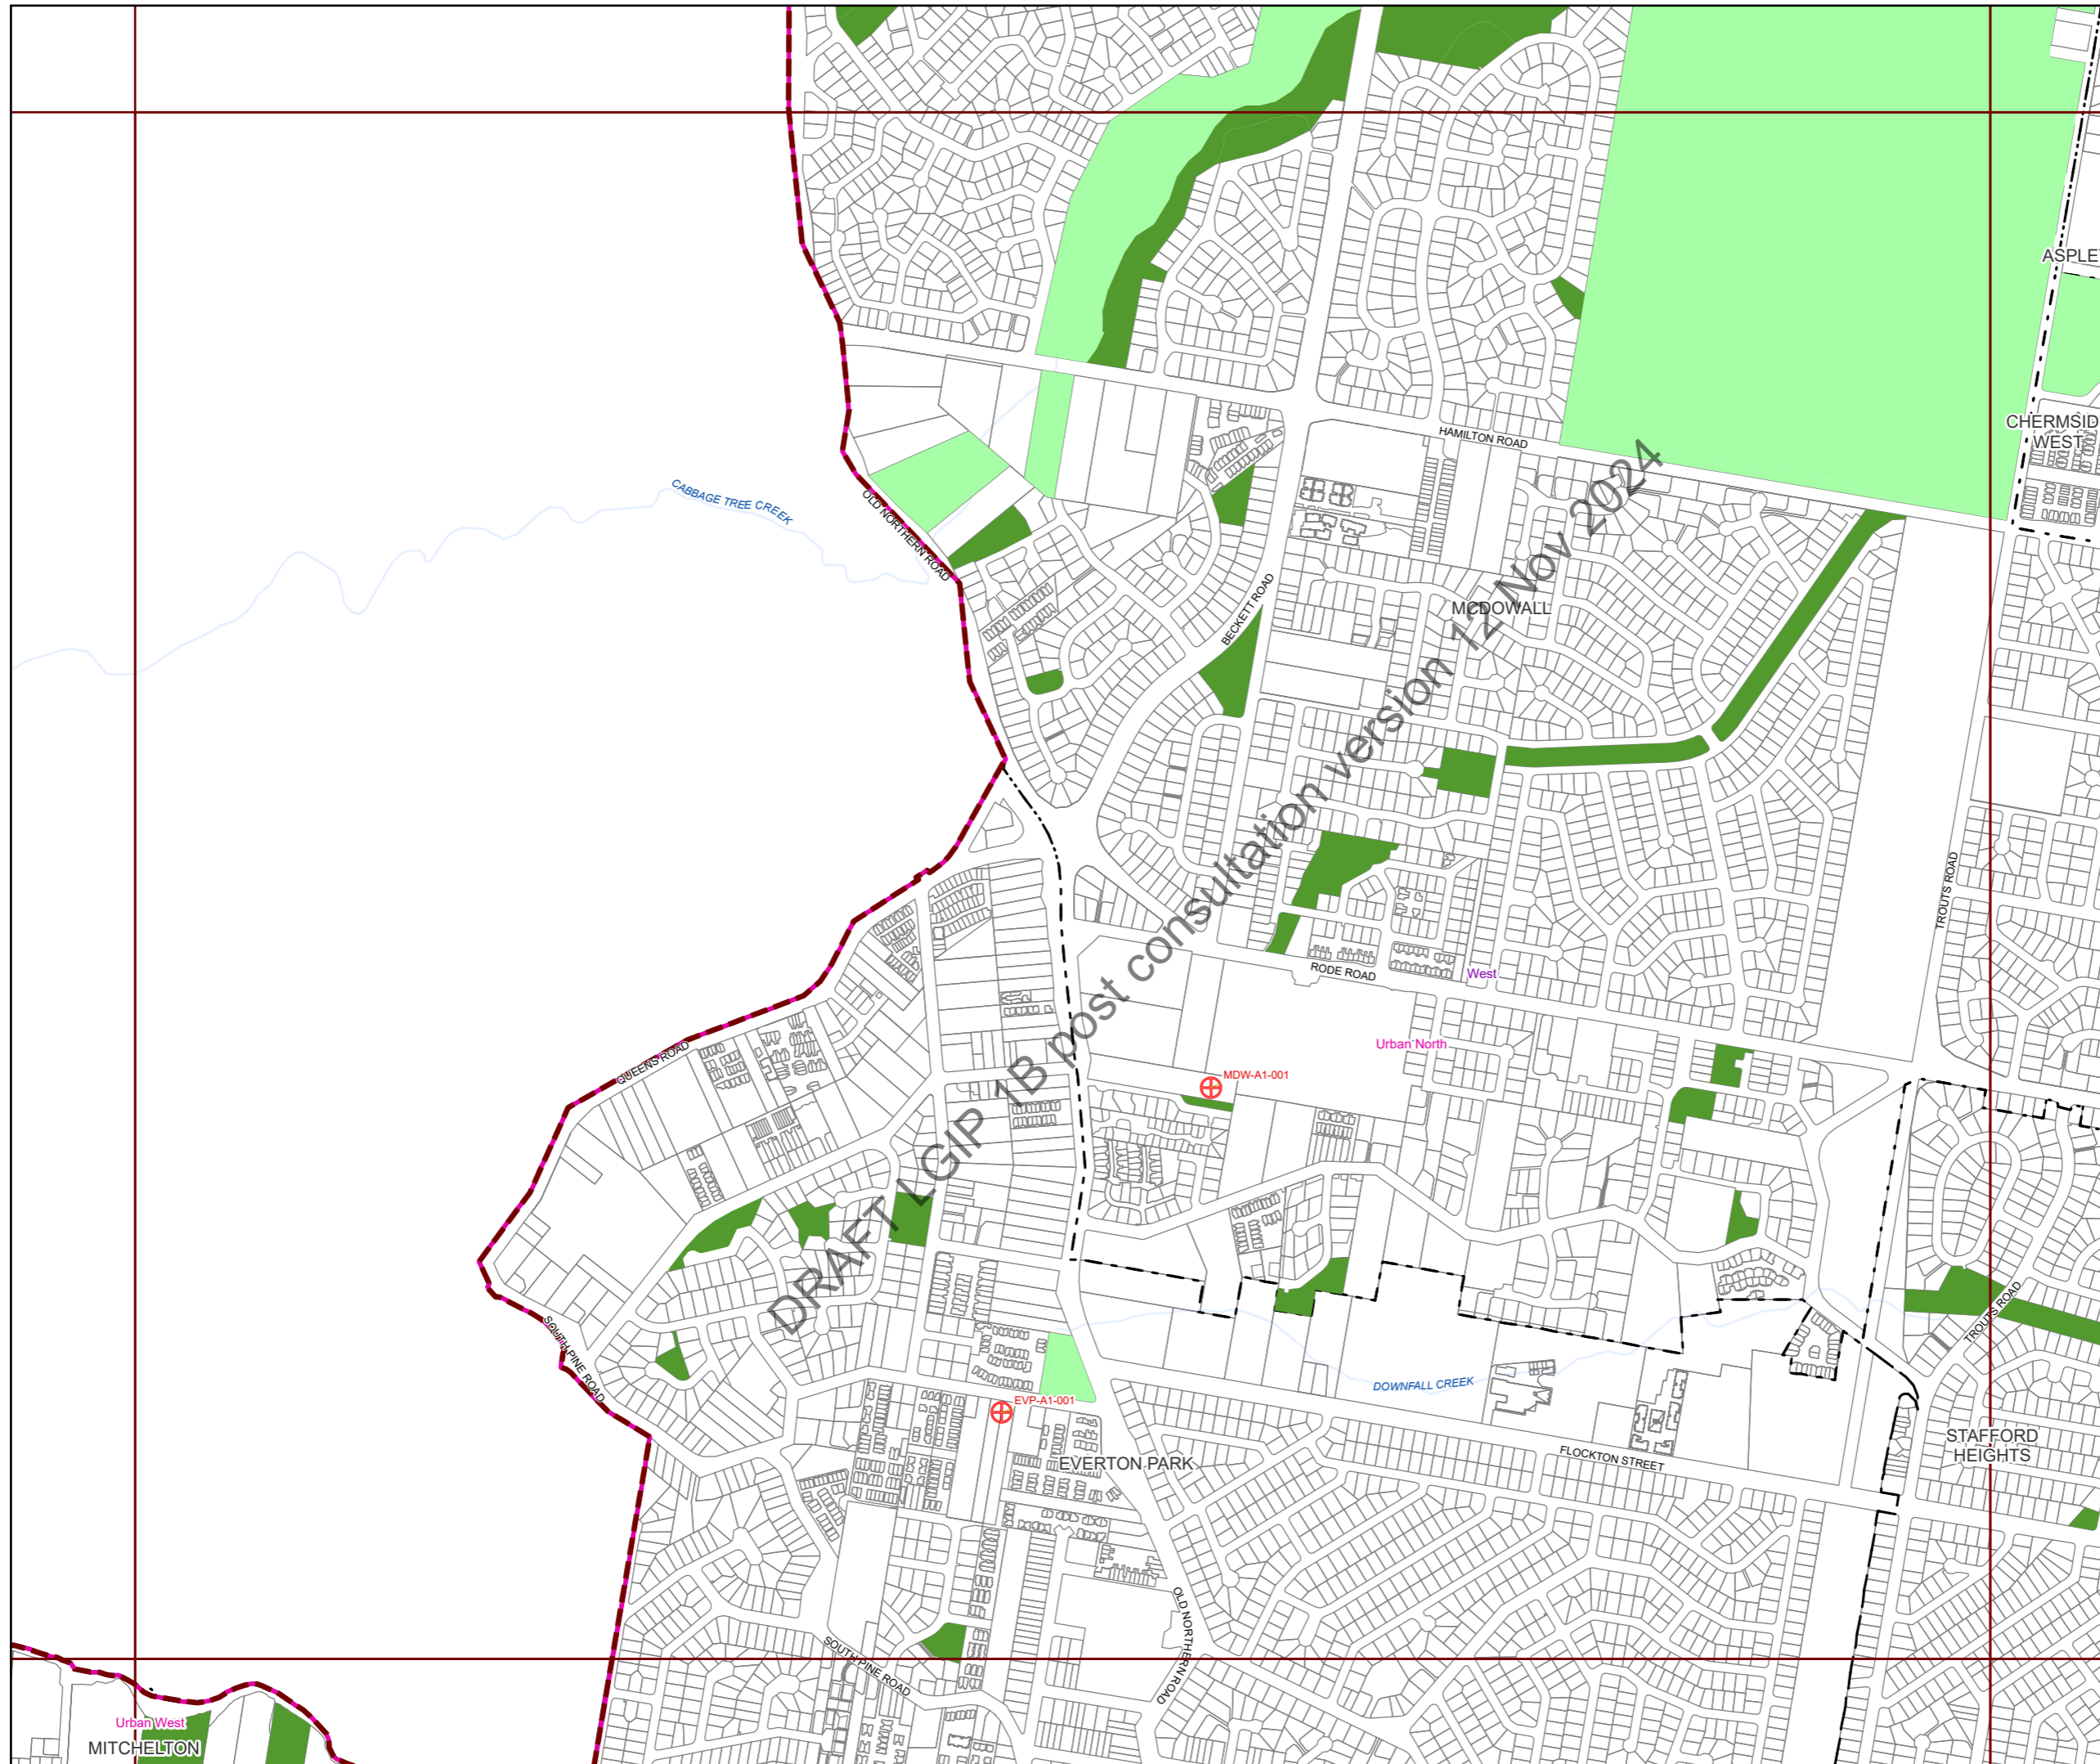 ASPLE
CHERMSID
WEST
HAMILTON ROAD
CABBAGE TREE CREEK
OLD NORTHERN ROAD
BECKETT ROAD
MCDOWALL
TROUTS ROAD
RODE ROAD
West
Urban North
QUEENS ROAD
MDW-A1-001
DRAFT LGIP 1B post consultation version 12 Nov 2024
SOUTH PINE ROAD
TROUTS ROAD
DOWNFALL CREEK
EVP-A1-001
EVERTON PARK
FLOCKTON STREET
STAFFORD
HEIGHTS
OLD NORTHERN ROAD
SOUTH PINE ROAD
Urban West
MITCHELTON